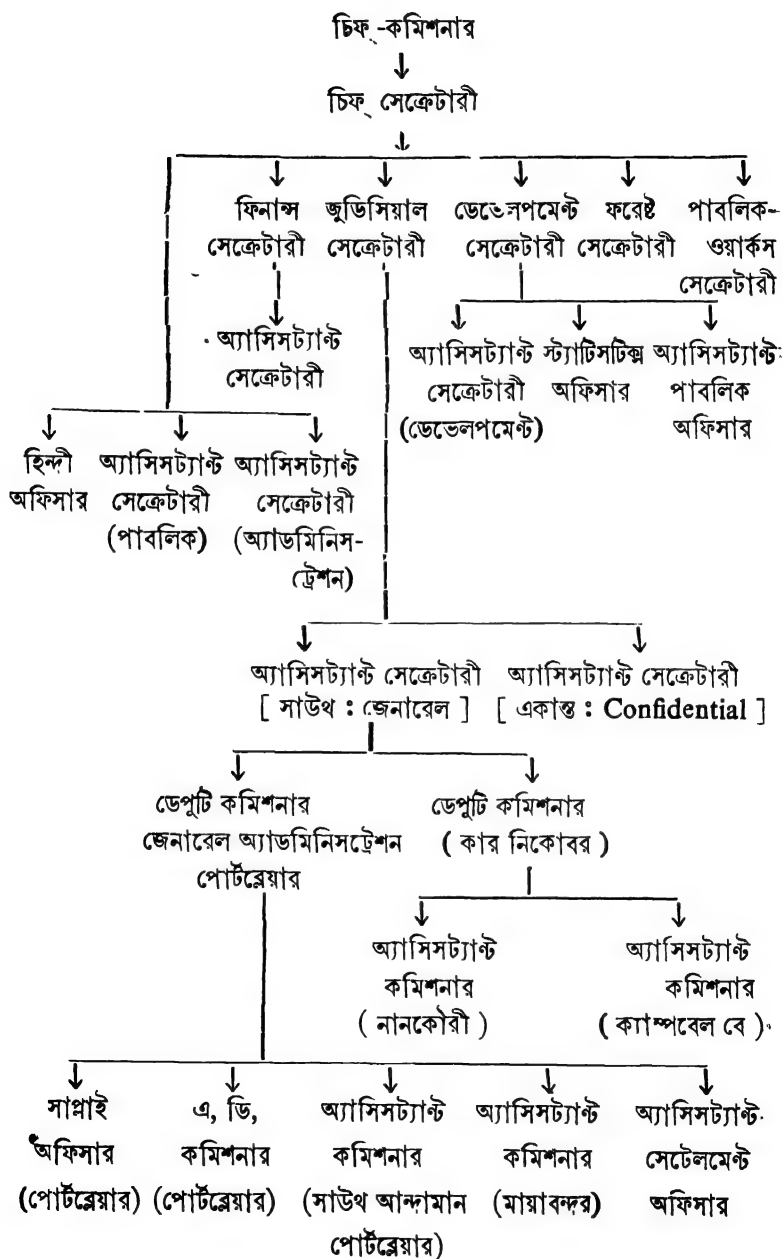 চিফ্-কমিশনার
চিফ্ সেক্রেটারী
ফিনান্স জুডিসিয়াল ডেভেলপমেন্ট ফরেষ্ট পাবলিক-
সেক্রেটারী সেক্রেটারী সেক্রেটারী সেক্রেটারী ওয়ার্কস
সেক্রেটারী
অ্যাসিসট্যাণ্ট
সেক্রেটারী
অ্যাসিসট্যাণ্ট স্ট্যাটিসটিক্স অ্যাসিসট্যাণ্ট
সেক্রেটারী অফিসার পাবলিক
(ডেভেলপমেন্ট) অফিসার
হিন্দী অ্যাসিসট্যাণ্ট অ্যাসিসট্যাণ্ট
অফিসার সেক্রেটারী সেক্রেটারী
(পাবলিক) (অ্যাডমিনিস-
ট্রেশন)
অ্যাসিসট্যাণ্ট সেক্রেটারী অ্যাসিসট্যাণ্ট সেক্রেটারী
[ সাউথ : জেনারেল ] [ একান্ত : Confidential ]
ডেপুটি কমিশনার ডেপুটি কমিশনার
জেনারেল অ্যাডমিনিসট্রেশন ( কার নিকোবর )
পোর্টব্লেয়ার
অ্যাসিসট্যাণ্ট অ্যাসিসট্যাণ্ট
কমিশনার কমিশনার
( নানকৌরী ) ( ক্যাম্পবেল বে )
সাপ্লাই এ, ডি, অ্যাসিসট্যাণ্ট অ্যাসিসট্যাণ্ট অ্যাসিসট্যাণ্ট
অফিসার কমিশনার কমিশনার কমিশনার সেটেলমেন্ট
(পোর্টব্লেয়ার) (পোর্টব্লেয়ার) (সাউথ আন্দামান (মায়াবন্দর) অফিসার
পোর্টব্লেয়ার)